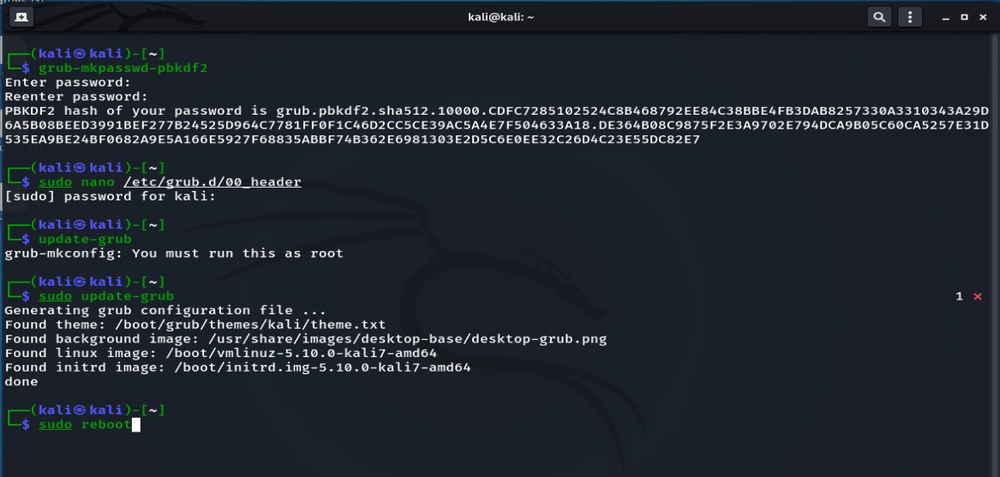 kali@kali: ~
┌──(kali㉿kali)-[~]
└─$ grub-mkpasswd-pbkdf2
Enter password:
Reenter password:
PBKDF2 hash of your password is grub.pbkdf2.sha512.10000.CDFC7285102524C8B468792EE84C38BBE4FB3DAB8257330A3310343A29D
6A5B08BEED3991BEF277B24525D964C7781FF0F1C46D2CC5CE39AC5A4E7F504633A18.DE364B08C9875F2E3A9702E794DCA9B05C60CA5257E31D
535EA9BE24BF0682A9E5A166E5927F68835ABBF74B362E6981303E2D5C6E0EE32C26D4C23E55DC82E7
┌──(kali㉿kali)-[~]
└─$ sudo nano /etc/grub.d/00_header
[sudo] password for kali:
┌──(kali㉿kali)-[~]
└─$ update-grub
grub-mkconfig: You must run this as root
┌──(kali㉿kali)-[~]
└─$ sudo update-grub 1 ⨯
Generating grub configuration file ...
Found theme: /boot/grub/themes/kali/theme.txt
Found background image: /usr/share/images/desktop-base/desktop-grub.png
Found linux image: /boot/vmlinuz-5.10.0-kali7-amd64
Found initrd image: /boot/initrd.img-5.10.0-kali7-amd64
done
┌──(kali㉿kali)-[~]
└─$ sudo reboot